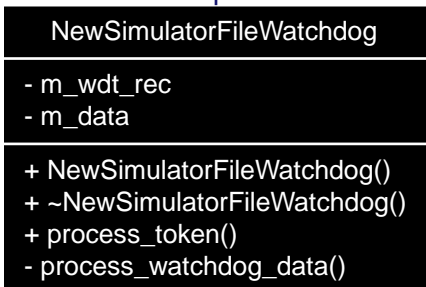 NewSimulatorFileWatchdog
- m_wdt_rec
- m_data
+ NewSimulatorFileWatchdog()
+ ~NewSimulatorFileWatchdog()
+ process_token()
- process_watchdog_data()